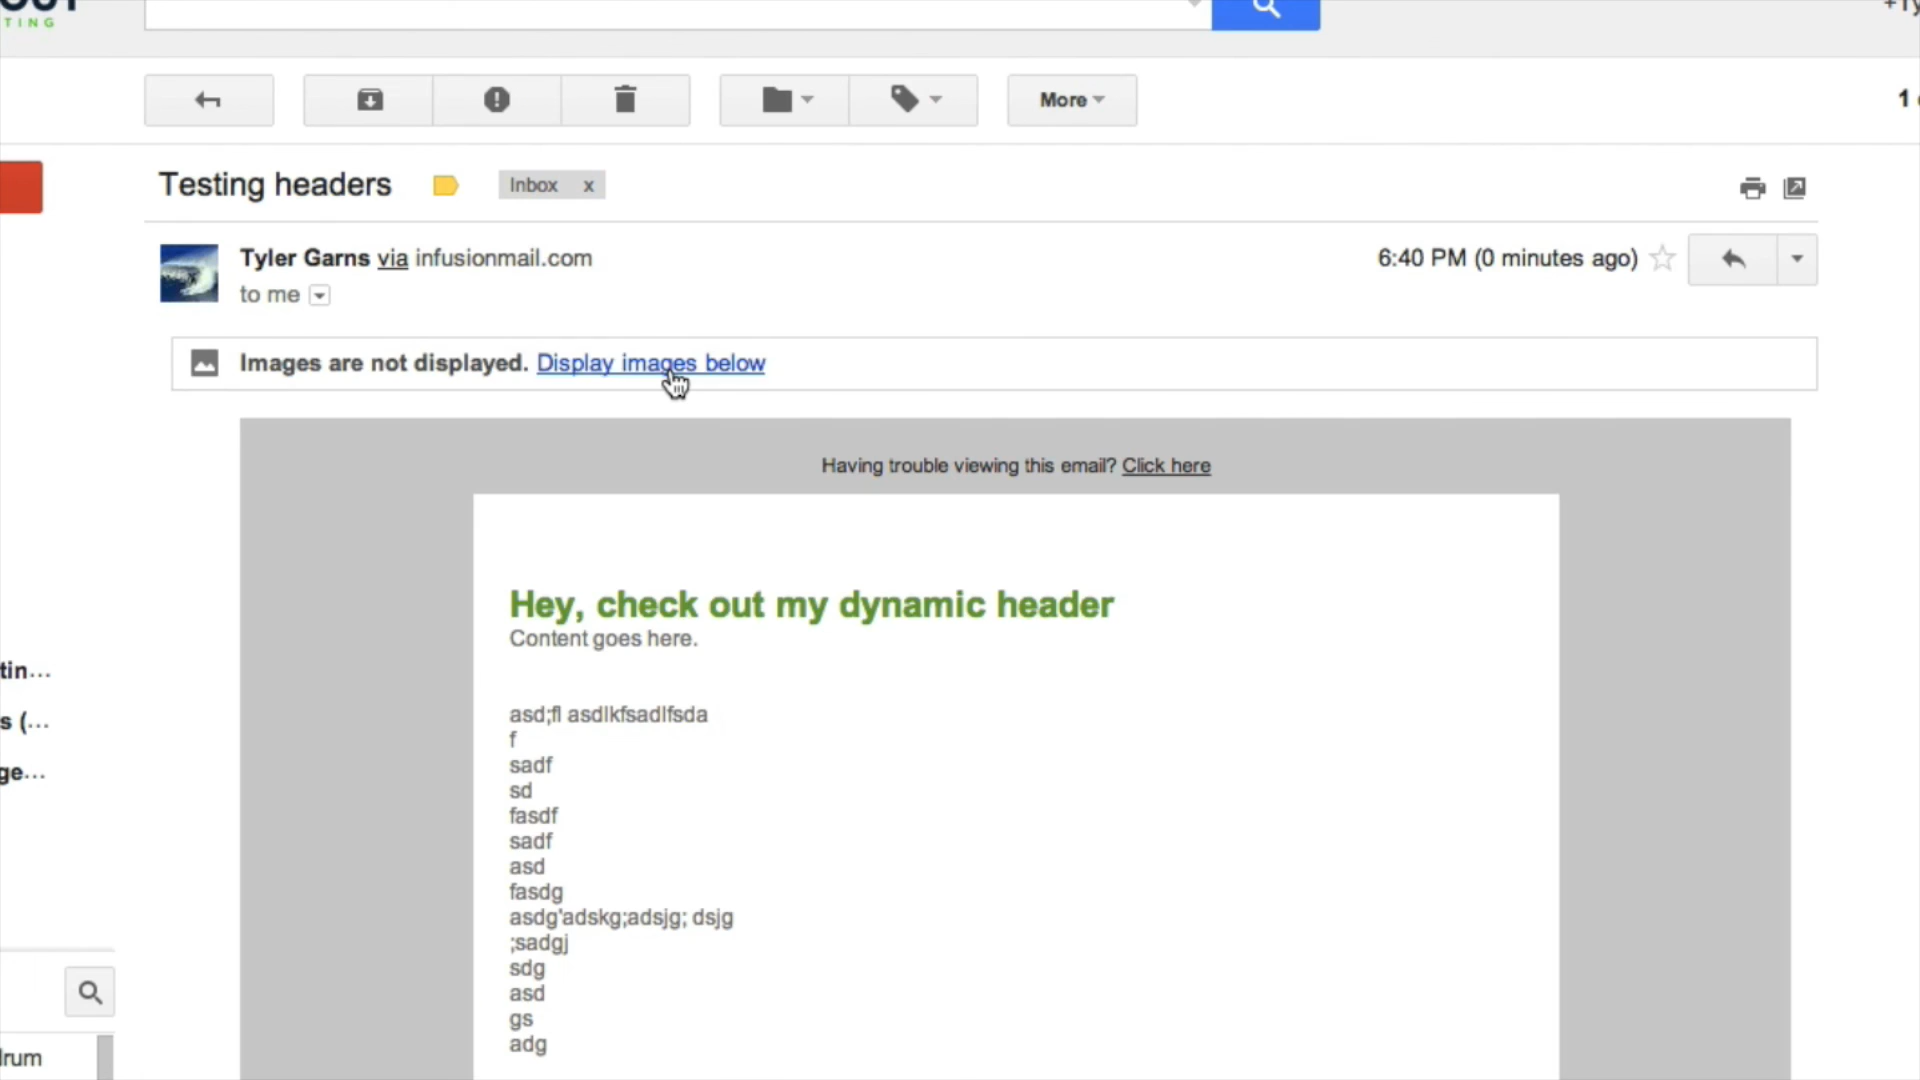 TING
More
1
Testing headers
Inbox x
Tyler Garns via infusionmail.com
6:40 PM (0 minutes ago)
to me
Images are not displayed. Display images below
Having trouble viewing this email? Click here
Hey, check out my dynamic header
Content goes here.
asd;fl asdlkfsadlfsda
f
sadf
sd
fasdf
sadf
asd
fasdg
asdg'adskg;adsjg; dsjg
;sadgj
sdg
asd
gs
adg
tin...
s (...
ge...
rum